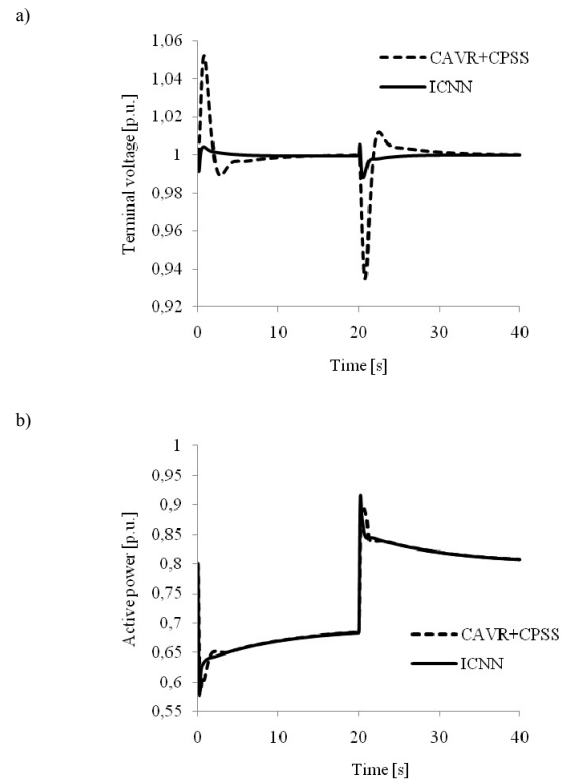 a)
1,06
1,04
1,02
1
0,98
0,96
0,94
0,92
Terminal voltage [p.u.]
CAVR+CPSS
ICNN
0 10 20 30 40
Time [s]
b)
1
0,9
0,85
0,8
0,75
0,7
0,65
0,6
0,55
Active power [p.u.]
CAVR+CPSS
ICNN
0 10 20 30 40
Time [s]